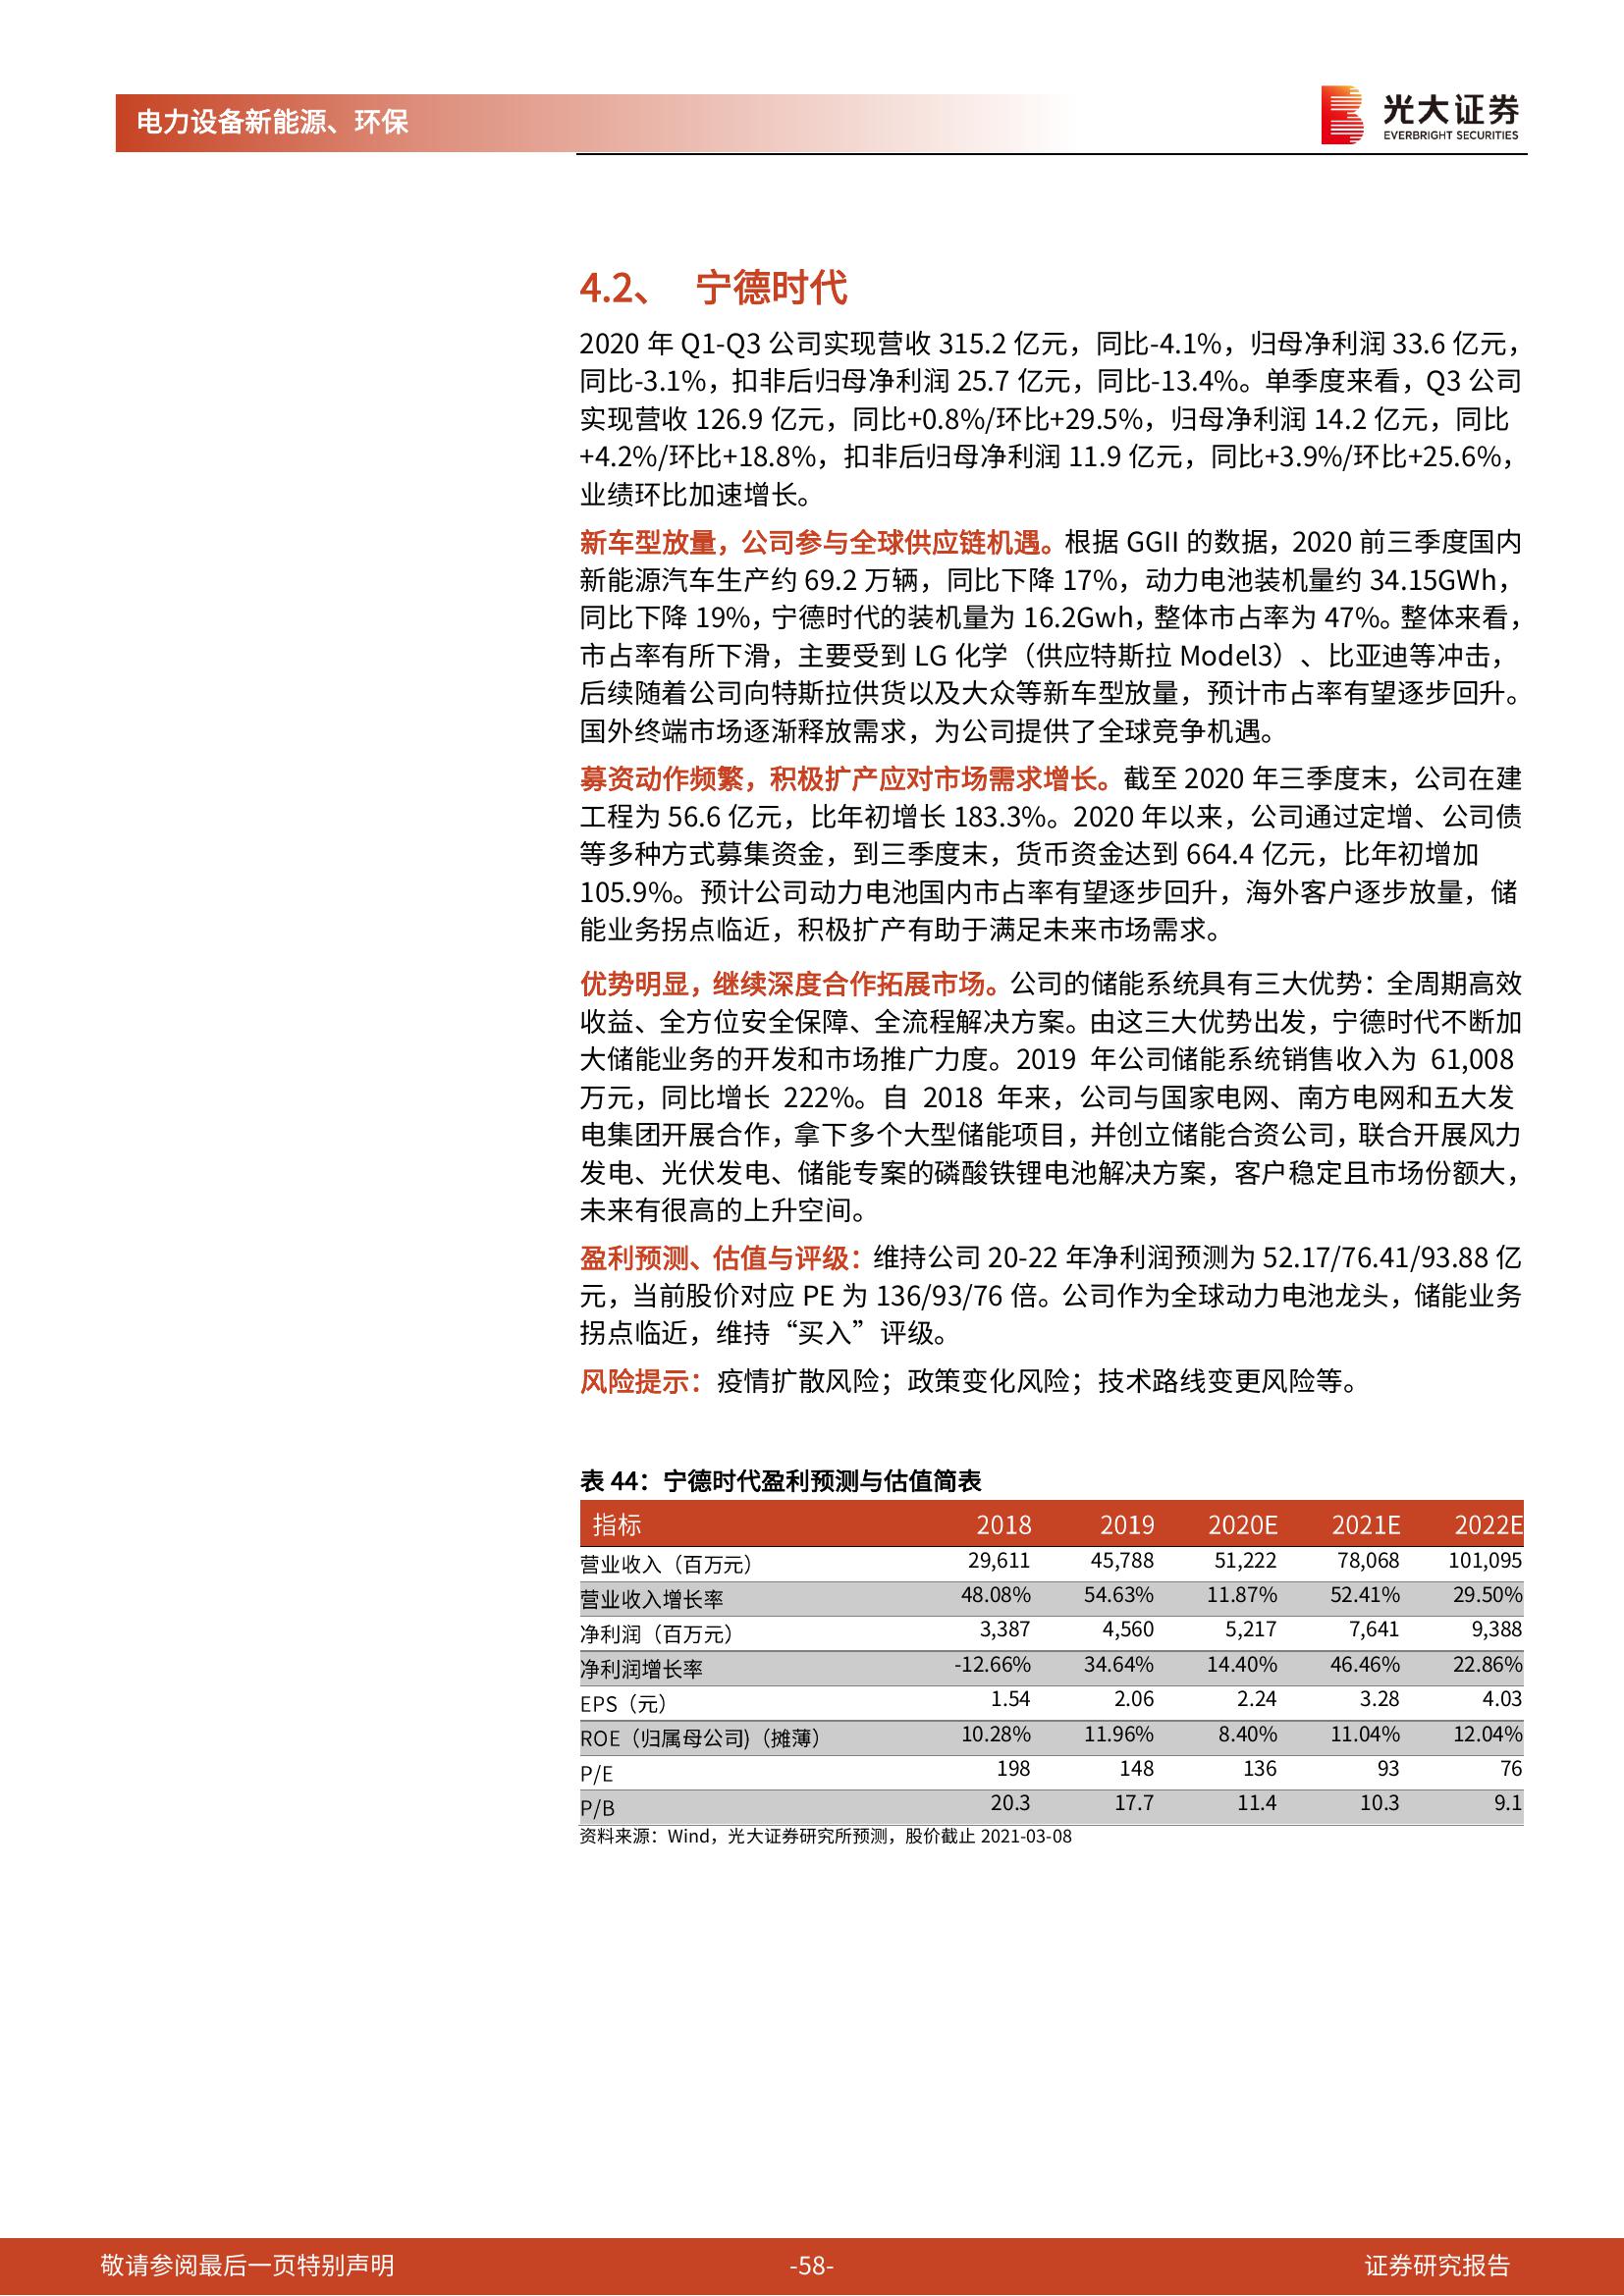 电力设备新能源、环保
光大证券
EVERBRIGHT SECURITIES
4.2、 宁德时代
2020 年 Q1-Q3 公司实现营收 315.2 亿元，同比-4.1%，归母净利润 33.6 亿元，
同比-3.1%，扣非后归母净利润 25.7 亿元，同比-13.4%。单季度来看，Q3 公司
实现营收 126.9 亿元，同比+0.8%/环比+29.5%，归母净利润 14.2 亿元，同比
+4.2%/环比+18.8%，扣非后归母净利润 11.9 亿元，同比+3.9%/环比+25.6%，
业绩环比加速增长。
新车型放量，公司参与全球供应链机遇。根据 GGII 的数据，2020 前三季度国内
新能源汽车生产约 69.2 万辆，同比下降 17%，动力电池装机量约 34.15GWh，
同比下降 19%，宁德时代的装机量为 16.2Gwh，整体市占率为 47%。整体来看，
市占率有所下滑，主要受到 LG 化学（供应特斯拉 Model3）、比亚迪等冲击，
后续随着公司向特斯拉供货以及大众等新车型放量，预计市占率有望逐步回升。
国外终端市场逐渐释放需求，为公司提供了全球竞争机遇。
募资动作频繁，积极扩产应对市场需求增长。截至 2020 年三季度末，公司在建
工程为 56.6 亿元，比年初增长 183.3%。2020 年以来，公司通过定增、公司债
等多种方式募集资金，到三季度末，货币资金达到 664.4 亿元，比年初增加
105.9%。预计公司动力电池国内市占率有望逐步回升，海外客户逐步放量，储
能业务拐点临近，积极扩产有助于满足未来市场需求。
优势明显，继续深度合作拓展市场。公司的储能系统具有三大优势：全周期高效
收益、全方位安全保障、全流程解决方案。由这三大优势出发，宁德时代不断加
大储能业务的开发和市场推广力度。2019 年公司储能系统销售收入为 61,008
万元，同比增长 222%。自 2018 年来，公司与国家电网、南方电网和五大发
电集团开展合作，拿下多个大型储能项目，并创立储能合资公司，联合开展风力
发电、光伏发电、储能专案的磷酸铁锂电池解决方案，客户稳定且市场份额大，
未来有很高的上升空间。
盈利预测、估值与评级：维持公司 20-22 年净利润预测为 52.17/76.41/93.88 亿
元，当前股价对应 PE 为 136/93/76 倍。公司作为全球动力电池龙头，储能业务
拐点临近，维持“买入”评级。
风险提示：疫情扩散风险；政策变化风险；技术路线变更风险等。
表 44：宁德时代盈利预测与估值简表
指标 2018 2019 2020E 2021E 2022E
营业收入（百万元） 29,611 45,788 51,222 78,068 101,095
营业收入增长率 48.08% 54.63% 11.87% 52.41% 29.50%
净利润（百万元） 3,387 4,560 5,217 7,641 9,388
净利润增长率 -12.66% 34.64% 14.40% 46.46% 22.86%
EPS（元） 1.54 2.06 2.24 3.28 4.03
ROE（归属母公司)（摊薄） 10.28% 11.96% 8.40% 11.04% 12.04%
P/E 198 148 136 93 76
P/B 20.3 17.7 11.4 10.3 9.1
资料来源：Wind，光大证券研究所预测，股价截止 2021-03-08
敬请参阅最后一页特别声明 -58- 证券研究报告